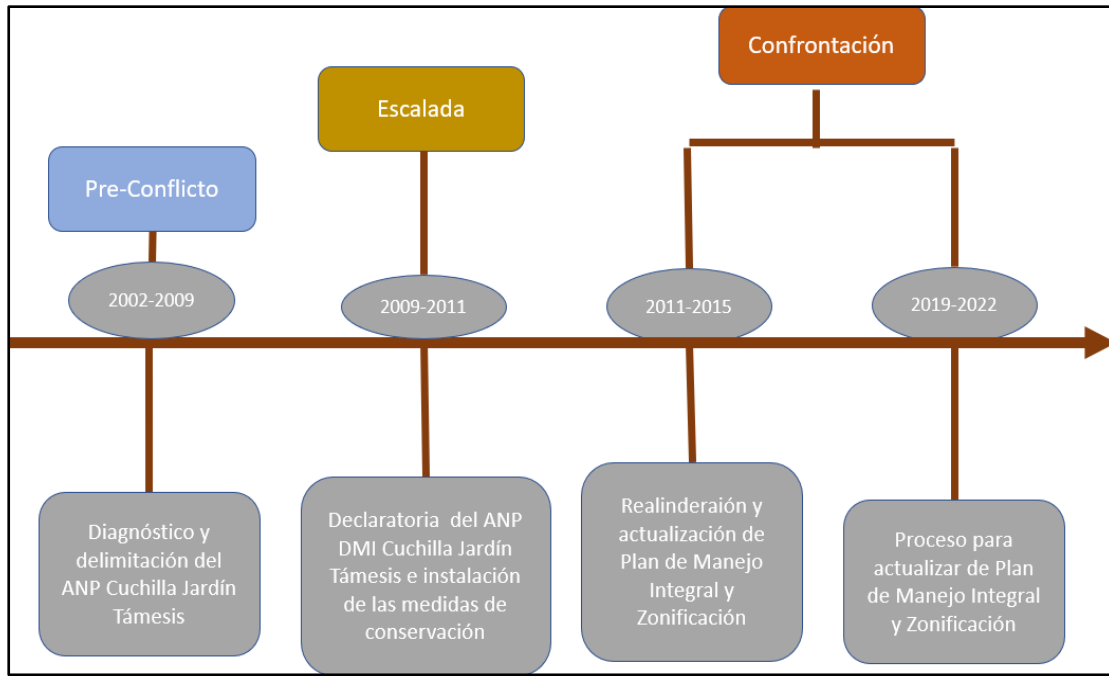 Confrontación
Escalada
Pre-Conflicto
2002-2009
2009-2011
2011-2015
2019-2022
Diagnóstico y
delimitación del
ANP Cuchilla Jardín
Támesis
Declaratoria del ANP
DMI Cuchilla Jardín
Támesis e instalación
de las medidas de
conservación
Realinderaión y
actualización de
Plan de Manejo
Integral y
Zonificación
Proceso para
actualizar de Plan
de Manejo Integral
y Zonificación